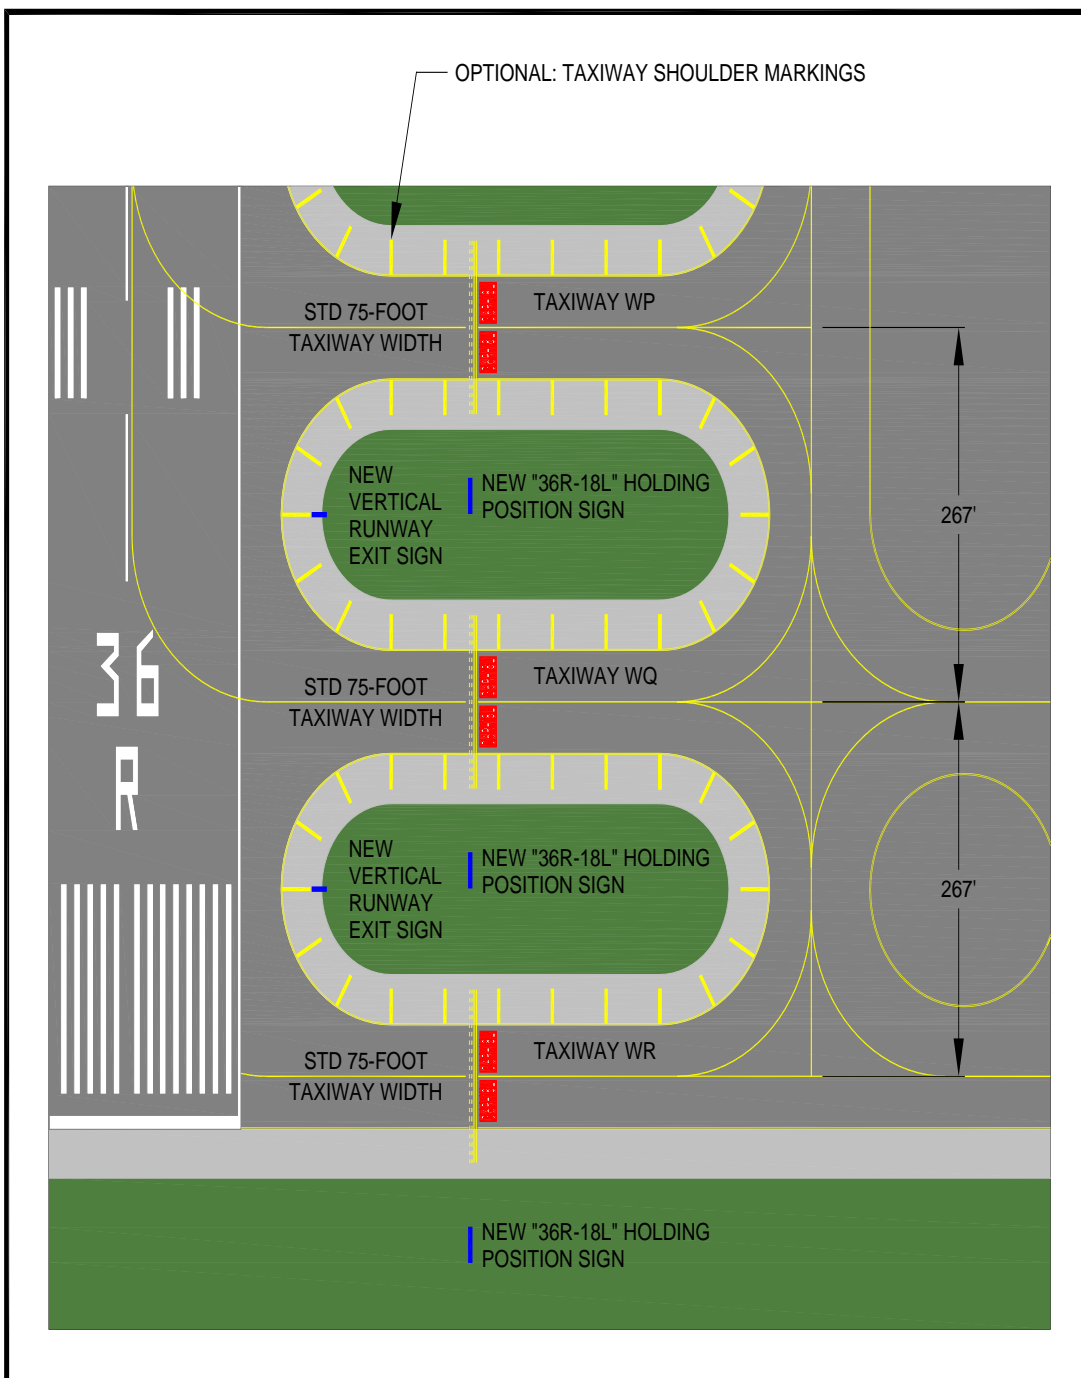 OPTIONAL: TAXIWAY SHOULDER MARKINGS
STD 75-FOOT
TAXIWAY WIDTH
TAXIWAY WP
NEW
VERTICAL
RUNWAY
EXIT SIGN
NEW "36R-18L" HOLDING
POSITION SIGN
267'
36
R
STD 75-FOOT
TAXIWAY WIDTH
TAXIWAY WQ
NEW
VERTICAL
RUNWAY
EXIT SIGN
NEW "36R-18L" HOLDING
POSITION SIGN
267'
STD 75-FOOT
TAXIWAY WIDTH
TAXIWAY WR
NEW "36R-18L" HOLDING
POSITION SIGN